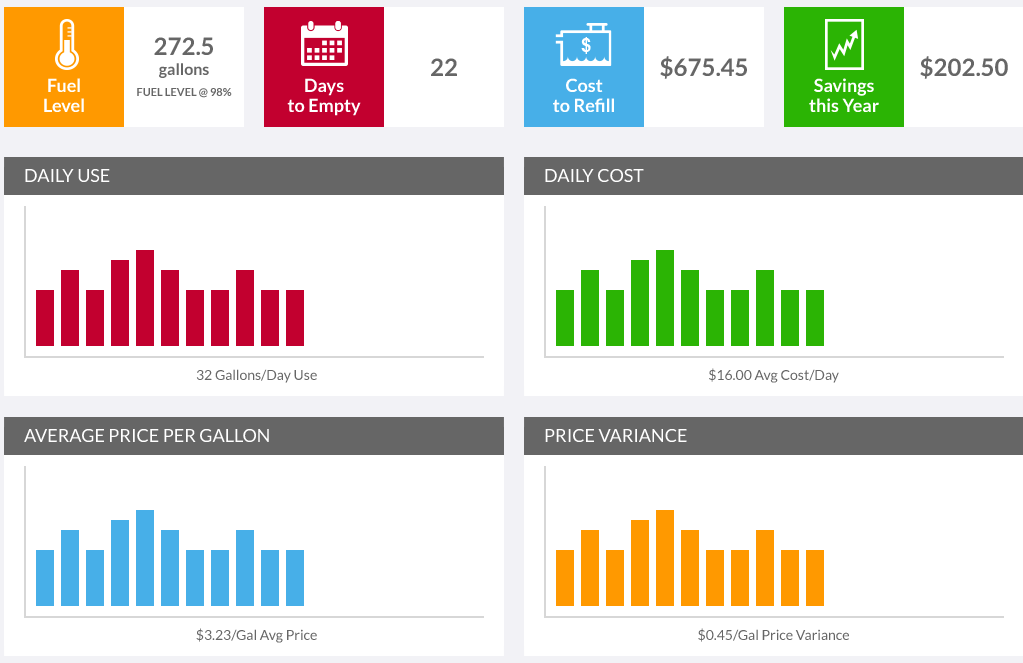 Fuel
Level
272.5
gallons
FUEL LEVEL @ 98%
Days
to Empty
22
$
Cost
to Refill
$675.45
Savings
this Year
$202.50
DAILY USE
32 Gallons/Day Use
DAILY COST
$16.00 Avg Cost/Day
AVERAGE PRICE PER GALLON
$3.23/Gal Avg Price
PRICE VARIANCE
$0.45/Gal Price Variance